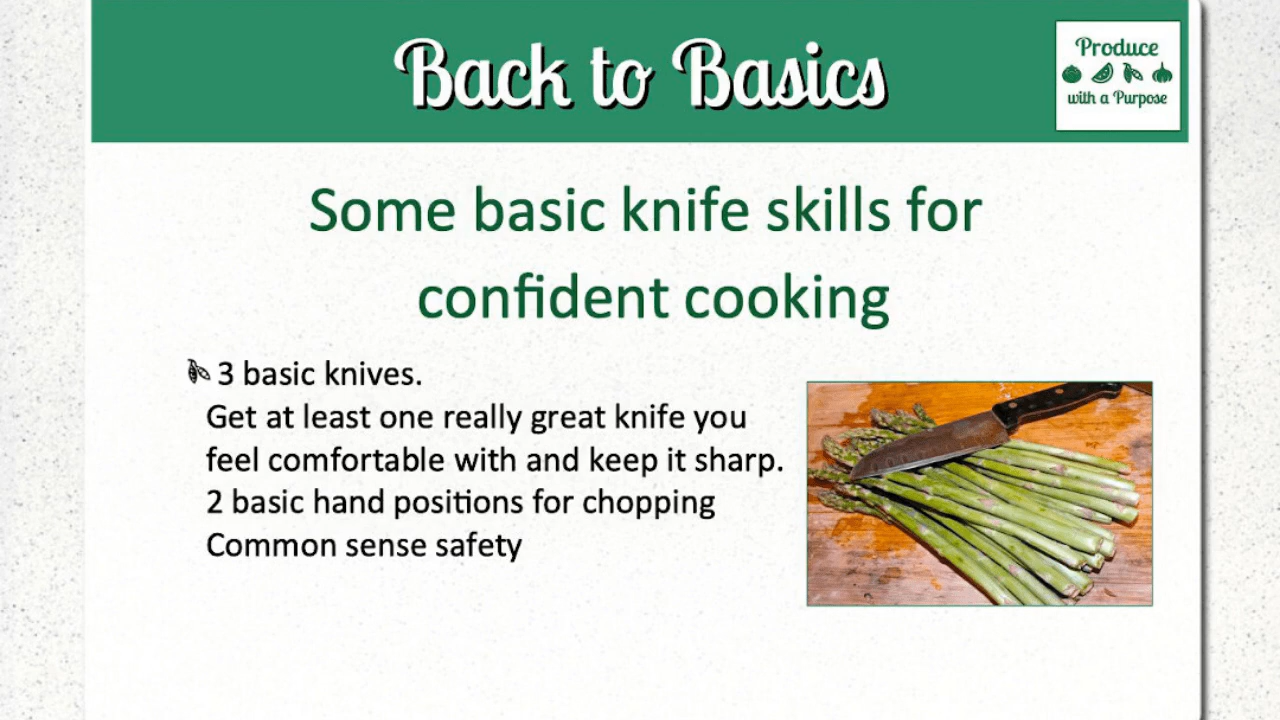 Back to Basics
Produce
with a Purpose
Some basic knife skills for
confident cooking
3 basic knives.
Get at least one really great knife you
feel comfortable with and keep it sharp.
2 basic hand positions for chopping
Common sense safety